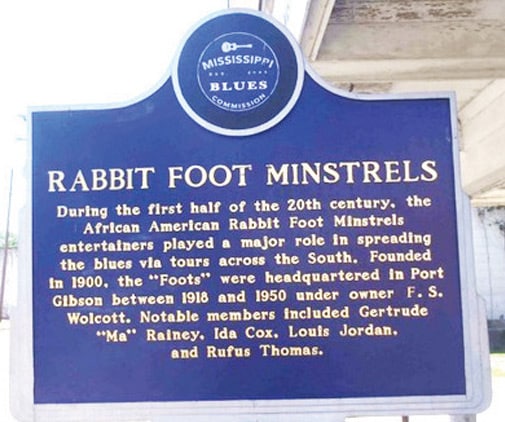 MISSISSIPPI
BLUES
COMMISSION
RABBIT FOOT MINSTRELS
During the first half of the 20th century, the
African American Rabbit Foot Minstrels
entertainers played a major role in spreading
the blues via tours across the South. Founded
in 1900, the "Foots" were headquartered in Port
Gibson between 1918 and 1950 under owner F. S.
Wolcott. Notable members included Gertrude
"Ma" Rainey, Ida Cox, Louis Jordan,
and Rufus Thomas.